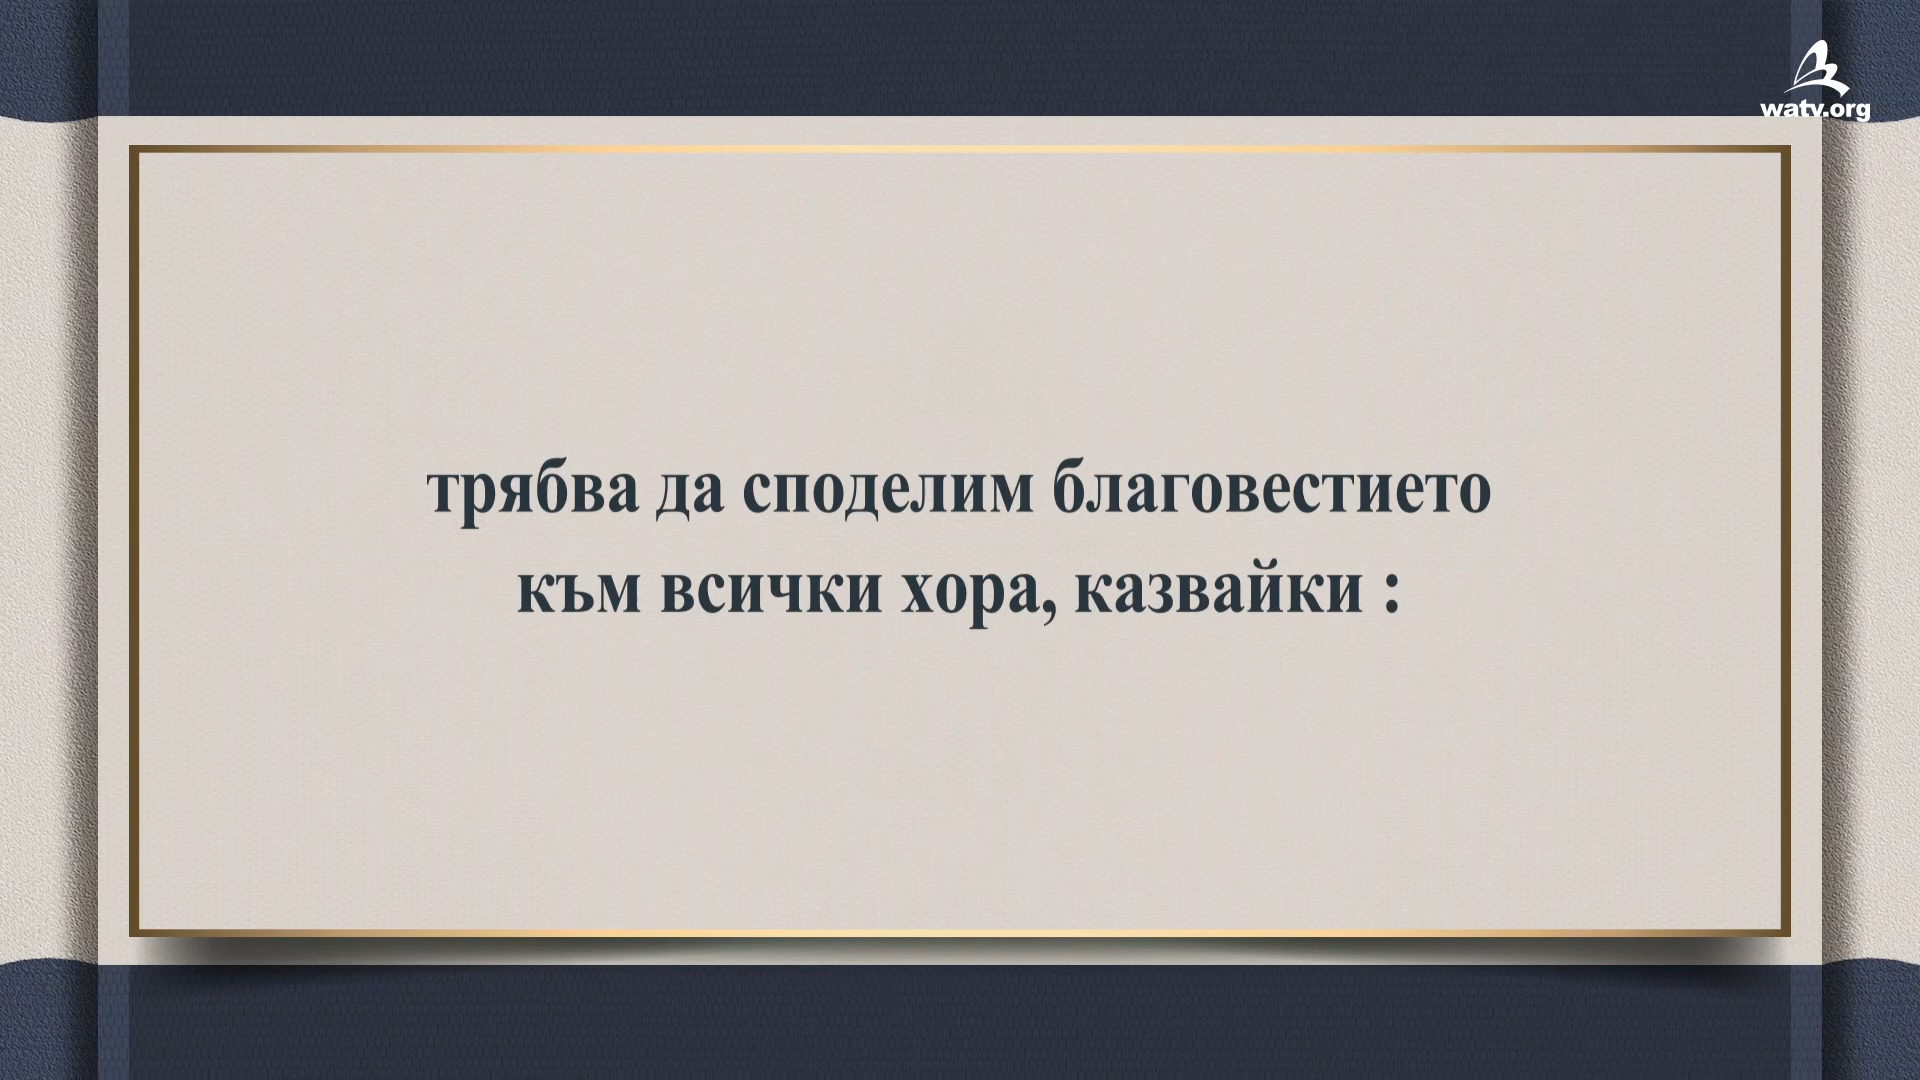 watv.org
трябва да споделим благовестието
към всички хора, казвайки :